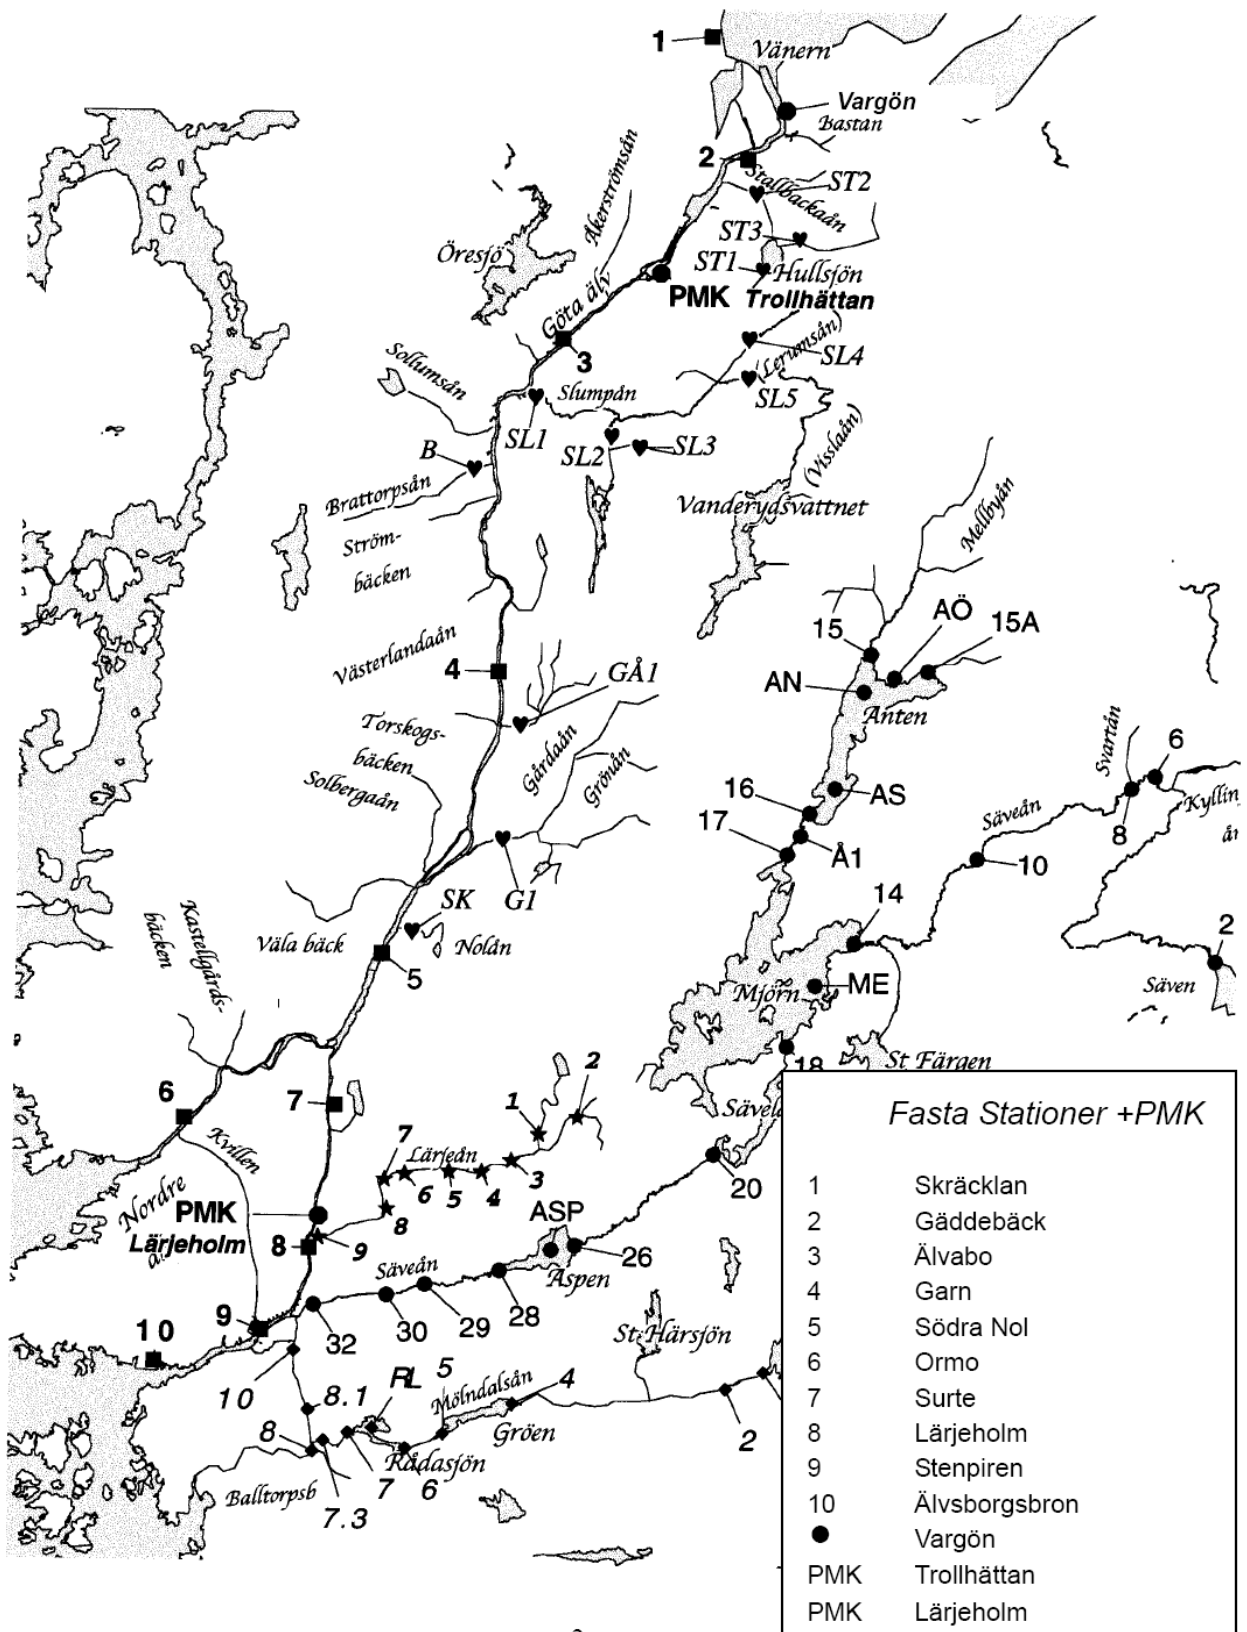 1
Vänern
Vargön
Bastan
2
Stallbackaån
ST2
Åkerströmsån
ST3
Öresjö
ST1
Hullsjön
PMK Trollhättan
Göta älv
3
(Lerumsån)
SL4
Sollumsån
Slumpån
SL5
SL1
SL2
SL3
(Visslaån)
B
Brattorpsån
Vanderydsvattnet
Mellbyån
Ström-
bäcken
AÖ
15
15A
Västerlandaån
4
GÅ1
AN
Anten
Torskogs-
bäcken
Gårdaån
Grönån
Svartån
6
Solbergaån
16
AS
8
Kyllin
ån
Säveån
17
Å1
10
SK
G1
14
Kastellgårds-
bäcken
Väla bäck
5
Nolån
2
Mjörn
ME
Säven
18
St Färgen
6
7
1
2
Sävel
Kvillen
7
Lärjeån
6
5
4
3
20
Nordre
PMK
Lärjeholm
8
8
9
ASP
Aspen
26
Säveån
9
32
30
29
28
10
St Härsjön
10
8.1
RL
5
Mölndalsån
4
8
Gröen
2
Rådasjön
Balltorpsb
7.3
7
6
Fasta Stationer +PMK
1 Skräcklan
2 Gäddebäck
3 Älvabo
4 Garn
5 Södra Nol
6 Ormo
7 Surte
8 Lärjeholm
9 Stenpiren
10 Älvsborgsbron
Vargön
PMK Trollhättan
PMK Lärjeholm